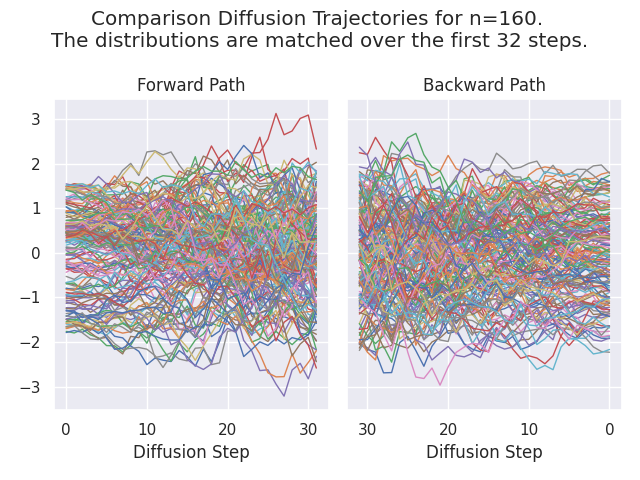 Comparison Diffusion Trajectories for n=160.
The distributions are matched over the first 32 steps.
Forward Path
Backward Path
3
2
1
0
−1
−2
−3
0 10 20 30
30 20 10 0
Diffusion Step
Diffusion Step